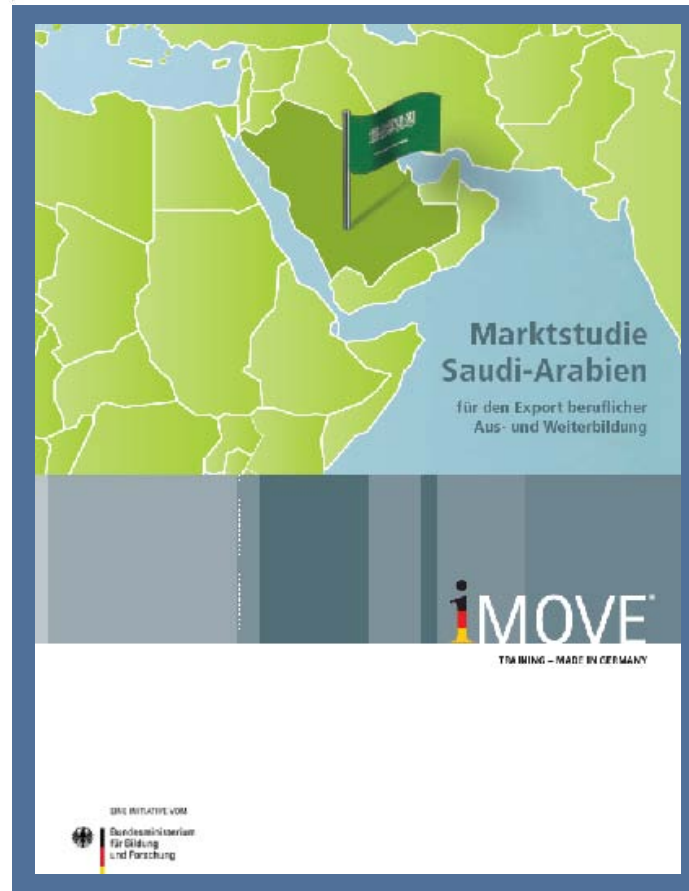 Marktstudie
Saudi-Arabien
für den Export beruflicher
Aus- und Weiterbildung
iMOVE®
TRAINING – MADE IN GERMANY
EINE INITIATIVE VOM
Bundesministerium
für Bildung
und Forschung